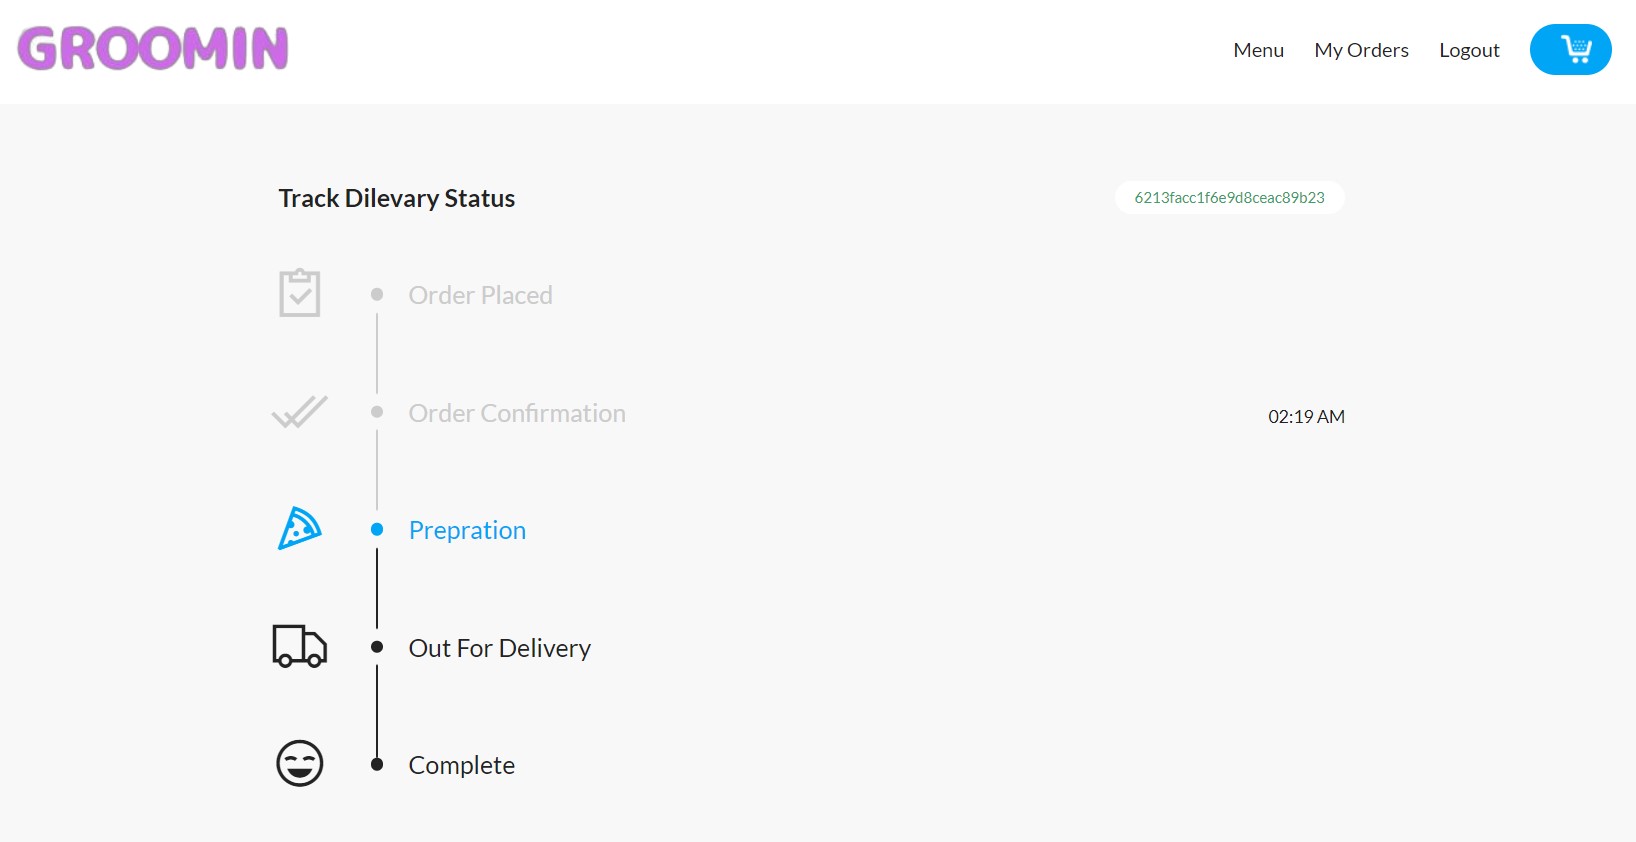 GROOMIN
Menu My Orders Logout
Track Dilevary Status
6213facc1f6e9d8ceac89b23
Order Placed
Order Confirmation
02:19 AM
Prepration
Out For Delivery
Complete